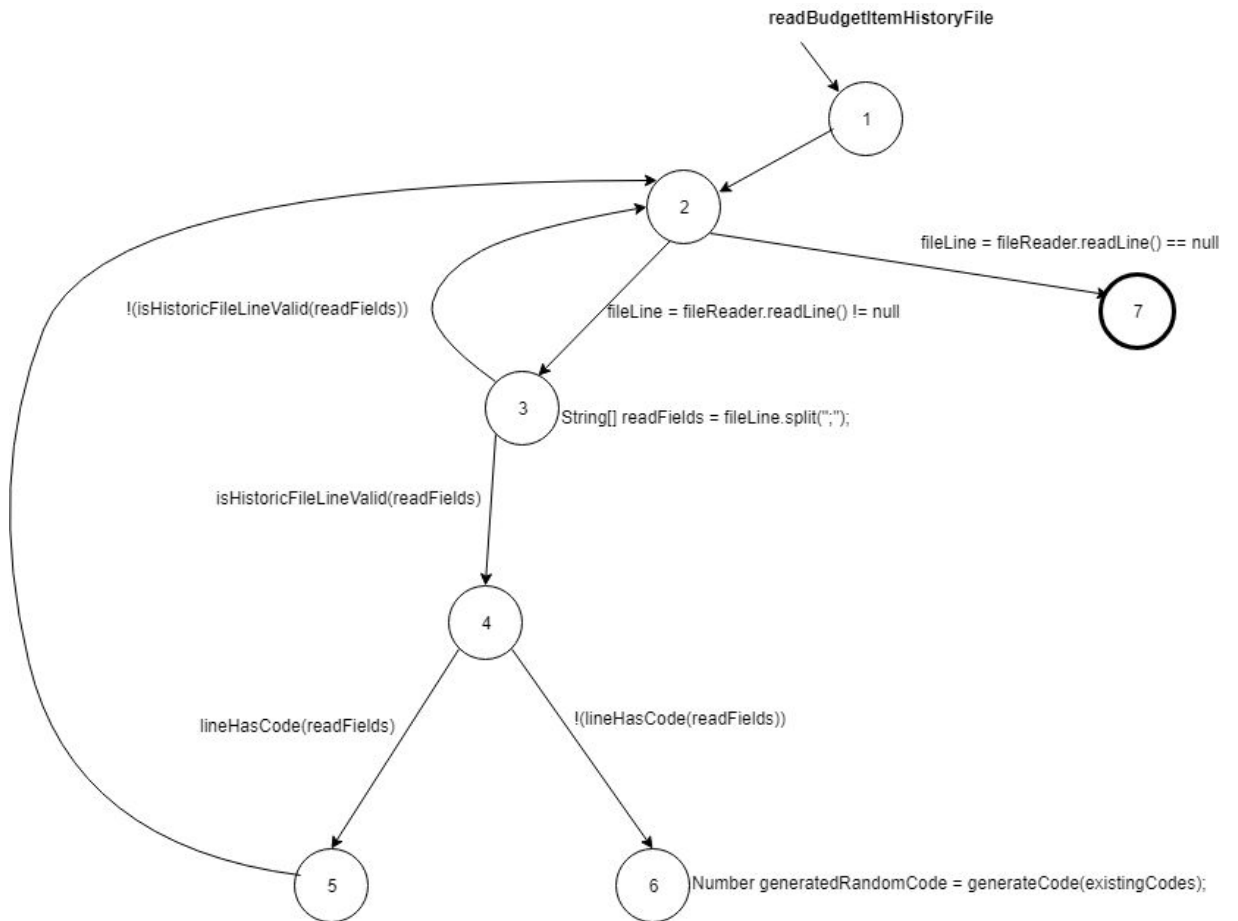 readBudgetItemHistoryFile
1
2
fileLine = fileReader.readLine() == null
7
!(isHistoricFileLineValid(readFields))
fileLine = fileReader.readLine() != null
3
String[] readFields = fileLine.split(";");
isHistoricFileLineValid(readFields)
4
lineHasCode(readFields)
!(lineHasCode(readFields))
5
6
Number generatedRandomCode = generateCode(existingCodes);